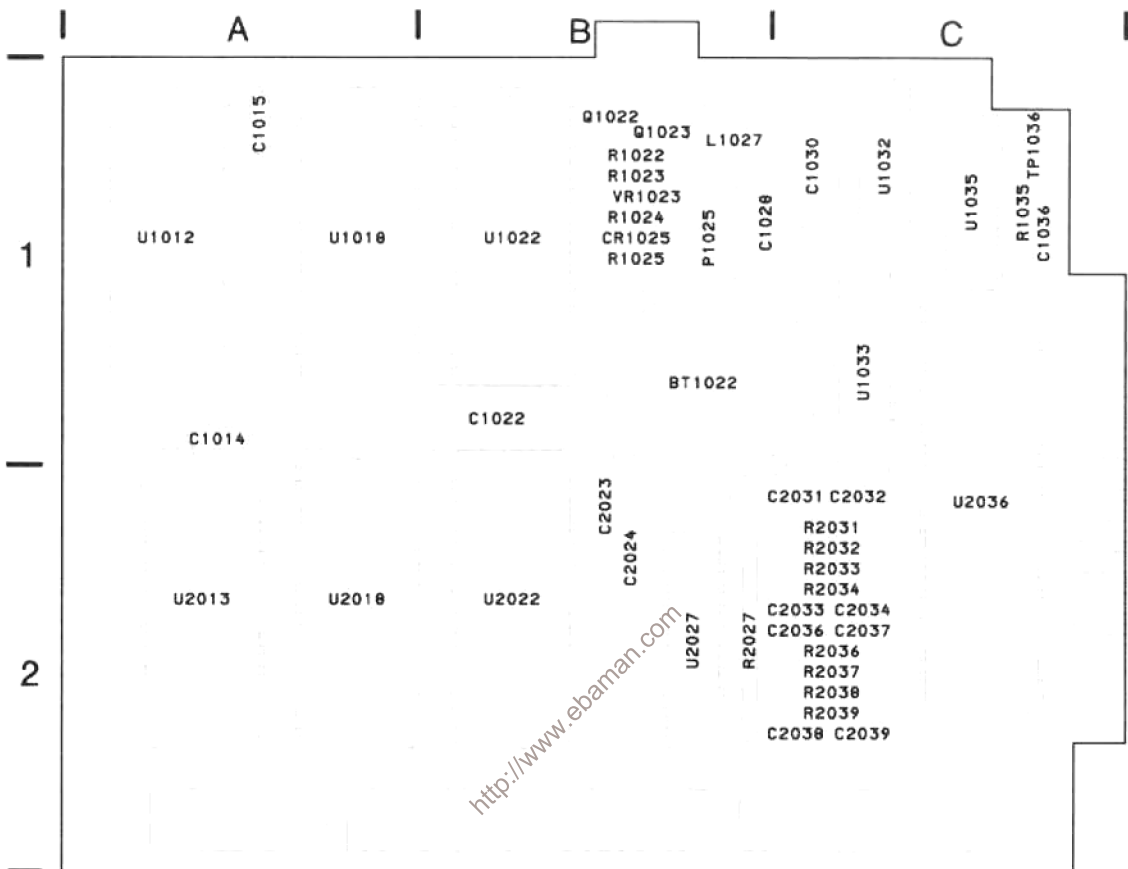 A B C
1
2
C1015
Q1022
Q1023
L1027
R1022
R1023
VR1023
R1024
CR1025
R1025
P1025
C1028
C1030
U1032
U1035
R1035
TP1036
C1036
U1012
U1018
U1022
U1033
BT1022
C1022
C1014
C2023
C2024
C2031 C2032
U2036
R2031
R2032
R2033
R2034
C2033 C2034
C2036 C2037
R2036
R2037
R2038
R2039
C2038 C2039
U2013
U2018
U2022
U2027
R2027
http://www.ebaman.com